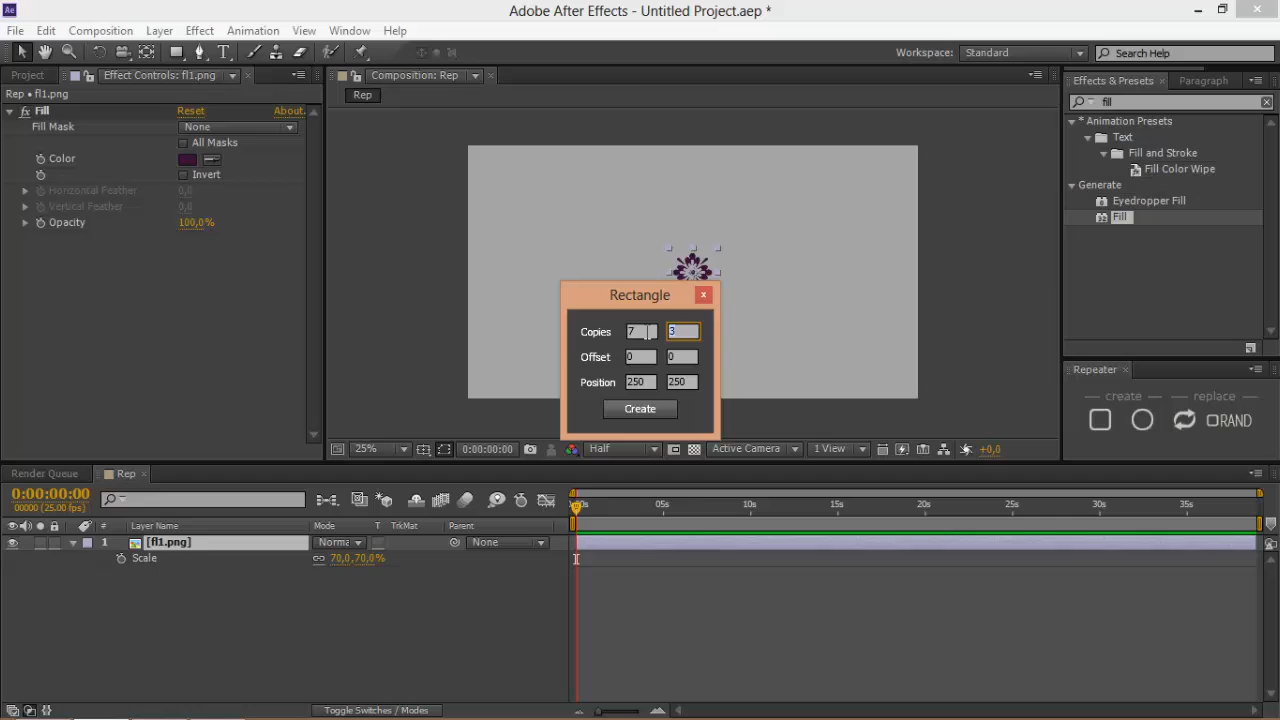 Ae
Adobe After Effects - Untitled Project.aep *
File Edit Composition Layer Effect Animation View Window Help
T Workspace: Standard Search Help
Project Effect Controls: fl1.png Composition: Rep Effects & Presets Paragraph
Rep • fl1.png
Rep
fill
fx Fill Reset About.
Fill Mask None
All Masks
Color
Invert
Horizontal Feather 0,0
Vertical Feather 0,0
Opacity 100,0%
* Animation Presets
Text
Fill and Stroke
Fill Color Wipe
Generate
Eyedropper Fill
Fill
Rectangle
x
Copies 7 3
Offset 0 0
Position 250 250
Create
Repeater
create replace
RAND
25% 0:00:00:00 Half Active Camera 1 View +0,0
Render Queue Rep
0:00:00:00
00000 (25.00 fps)
00s 05s 10s 15s 20s 25s 30s 35s
# Layer Name Mode T TrkMat Parent
1 [fl1.png] Norma None
Scale 70,0,70,0%
Toggle Switches / Modes